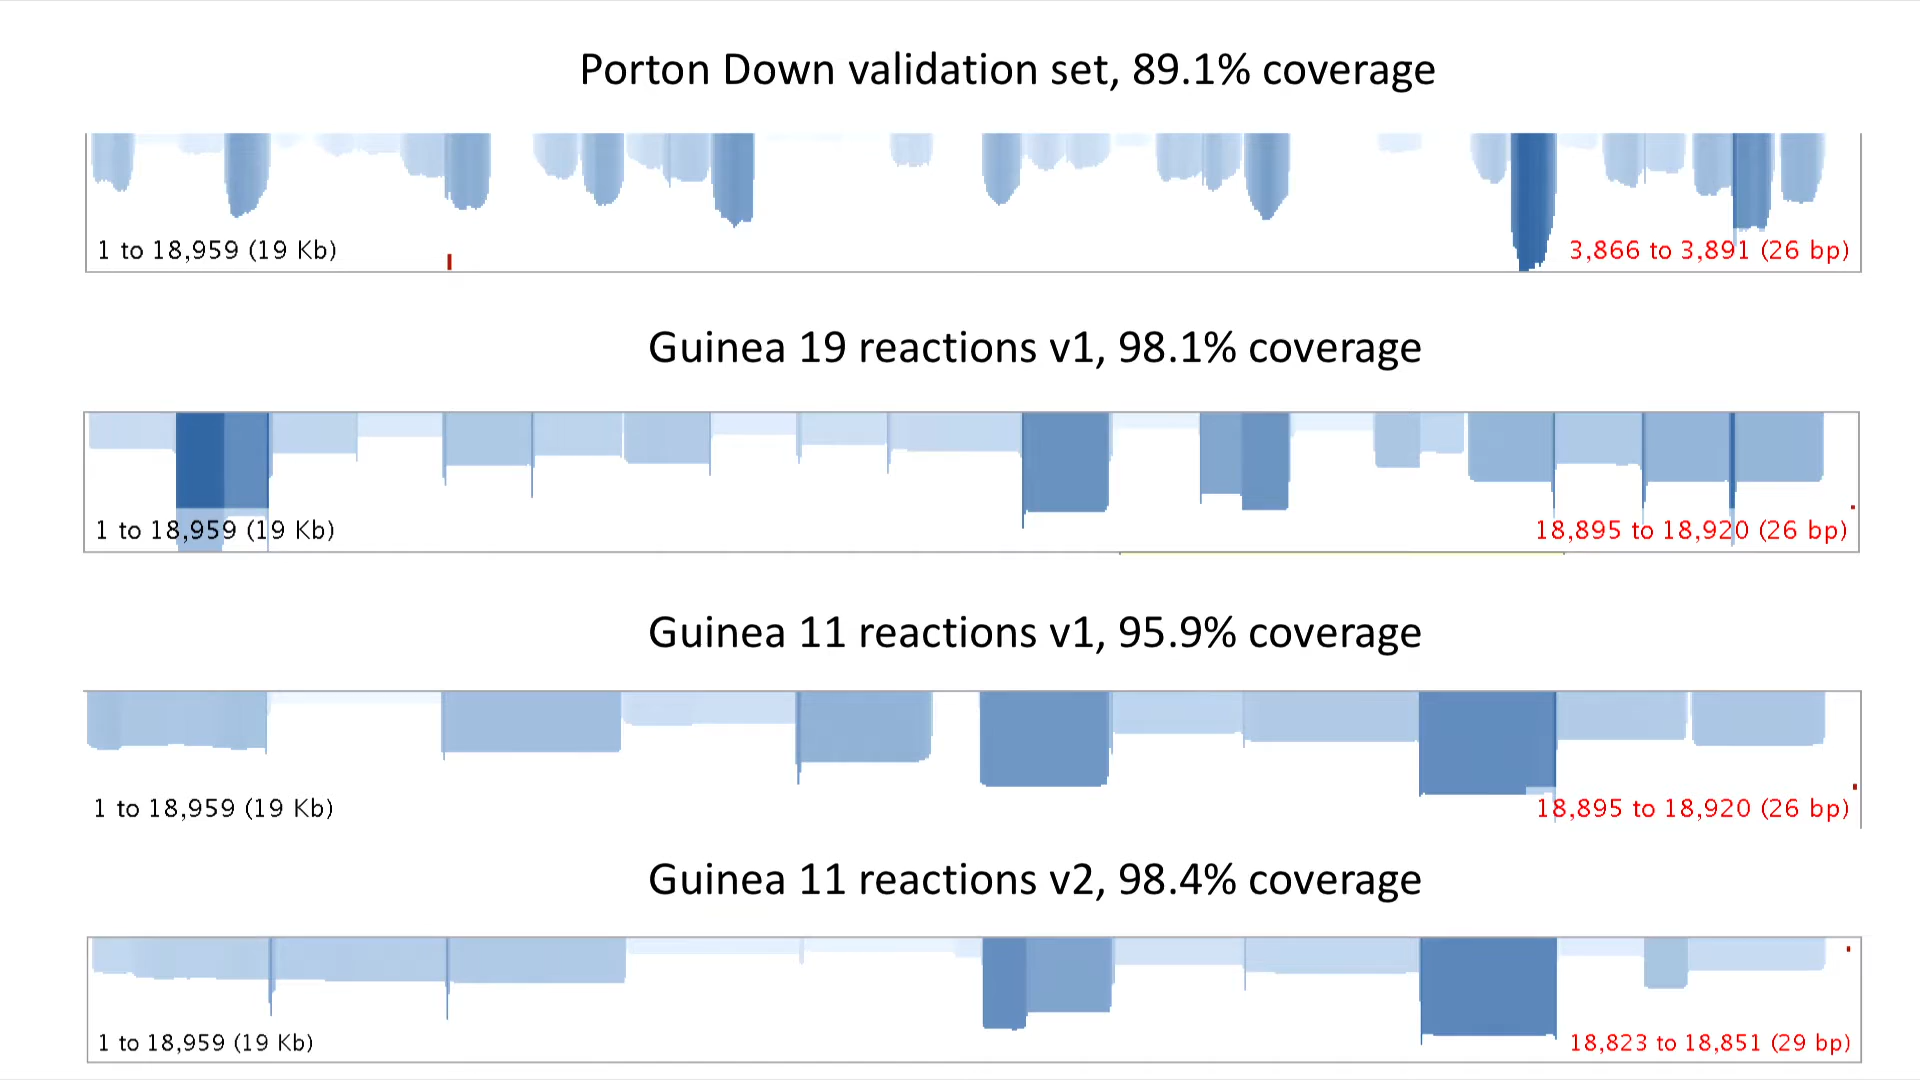 Porton Down validation set, 89.1% coverage
1 to 18,959 (19 Kb)
3,866 to 3,891 (26 bp)
Guinea 19 reactions v1, 98.1% coverage
1 to 18,959 (19 Kb)
18,895 to 18,920 (26 bp)
Guinea 11 reactions v1, 95.9% coverage
1 to 18,959 (19 Kb)
18,895 to 18,920 (26 bp)
Guinea 11 reactions v2, 98.4% coverage
1 to 18,959 (19 Kb)
18,823 to 18,851 (29 bp)